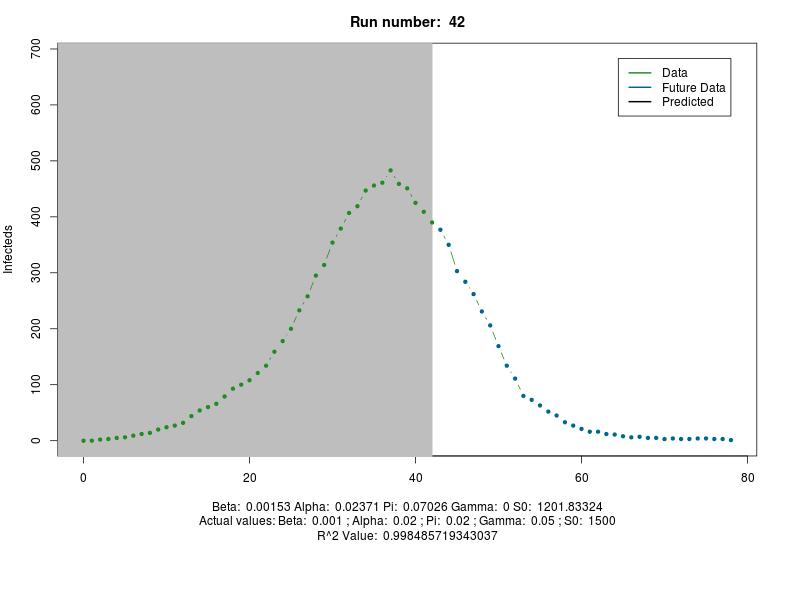 Run number: 42
700
600
500
400
300
200
100
0
Infecteds
Data
Future Data
Predicted
0 20 40 60 80
Beta: 0.00153 Alpha: 0.02371 Pi: 0.07026 Gamma: 0 S0: 1201.83324
Actual values: Beta: 0.001 ; Alpha: 0.02 ; Pi: 0.02 ; Gamma: 0.05 ; S0: 1500
R^2 Value: 0.998485719343037